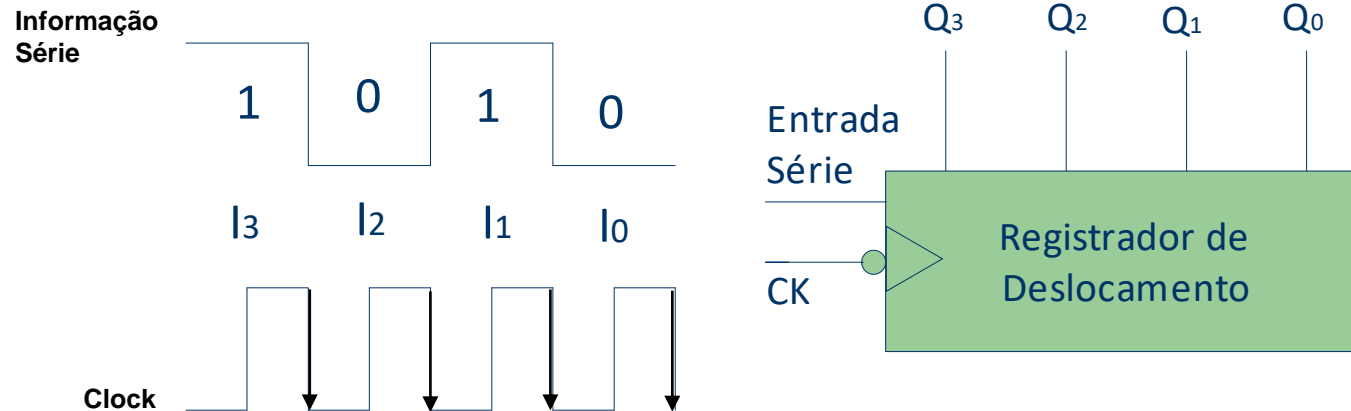 Informação
Série
1 0 1 0
I3 I2 I1 I0
Clock
Q3 Q2 Q1 Q0
Entrada
Série
CK
Registrador de
Deslocamento